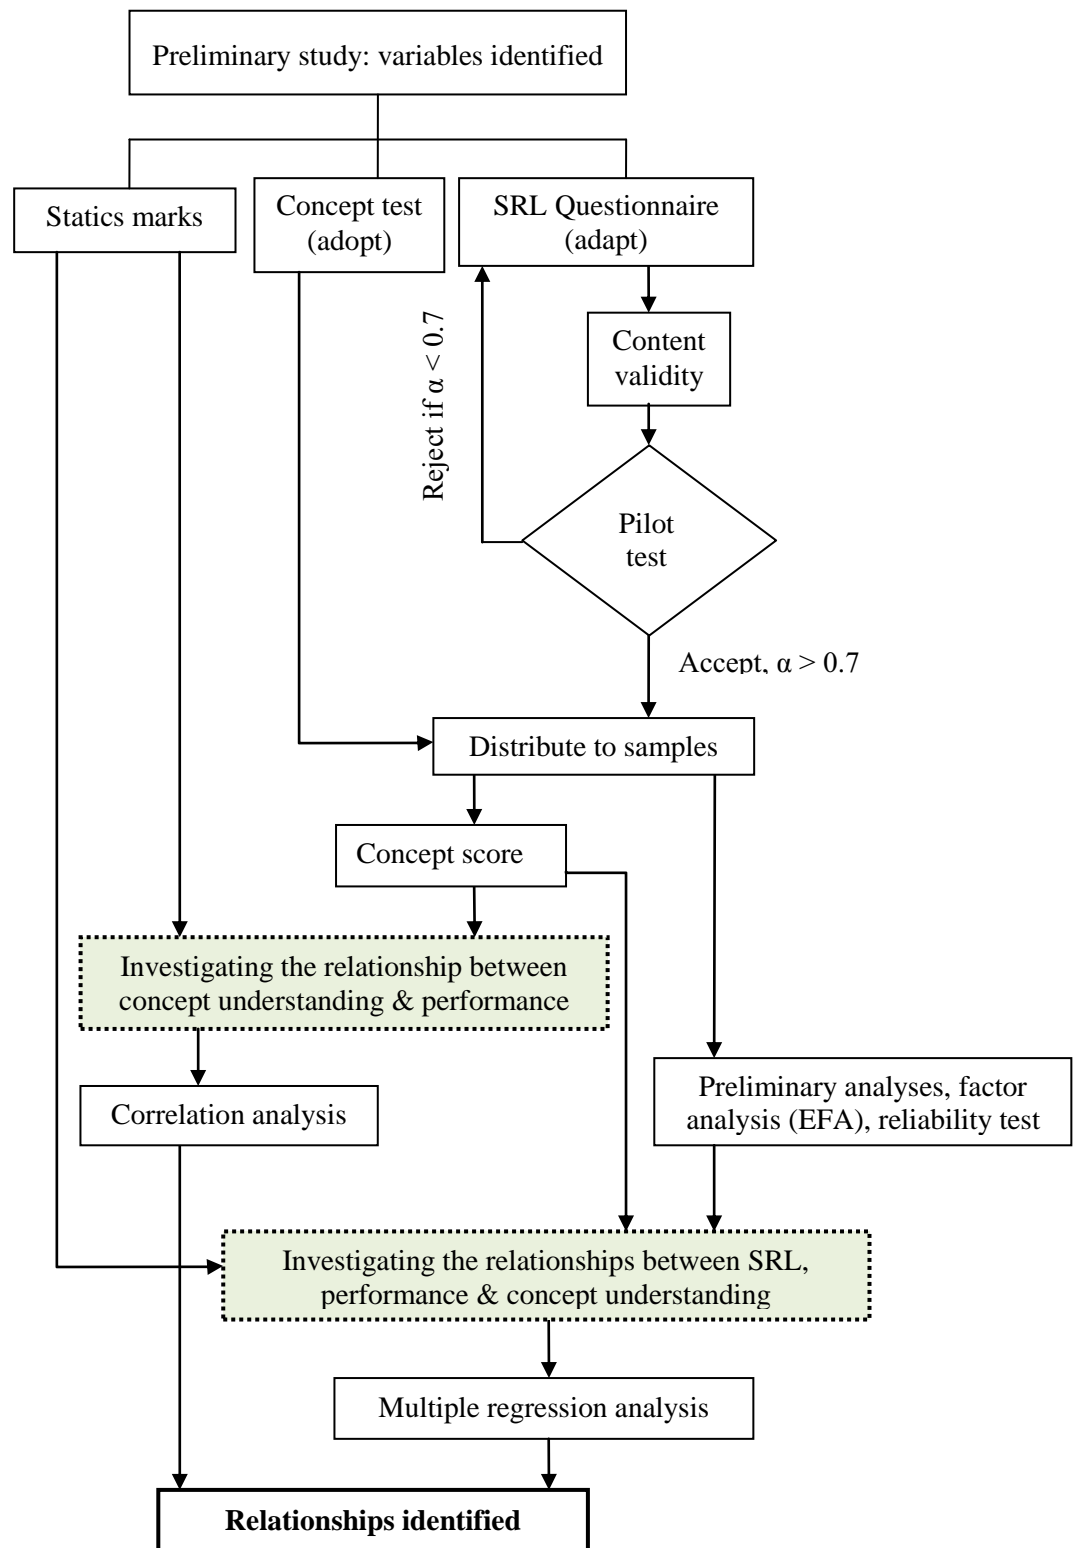 Preliminary study: variables identified
Statics marks
Concept test
(adopt)
SRL Questionnaire
(adapt)
Content
validity
Reject if α < 0.7
Pilot
test
Accept, α > 0.7
Distribute to samples
Concept score
Investigating the relationship between
concept understanding & performance
Preliminary analyses, factor
analysis (EFA), reliability test
Correlation analysis
Investigating the relationships between SRL,
performance & concept understanding
Multiple regression analysis
Relationships identified